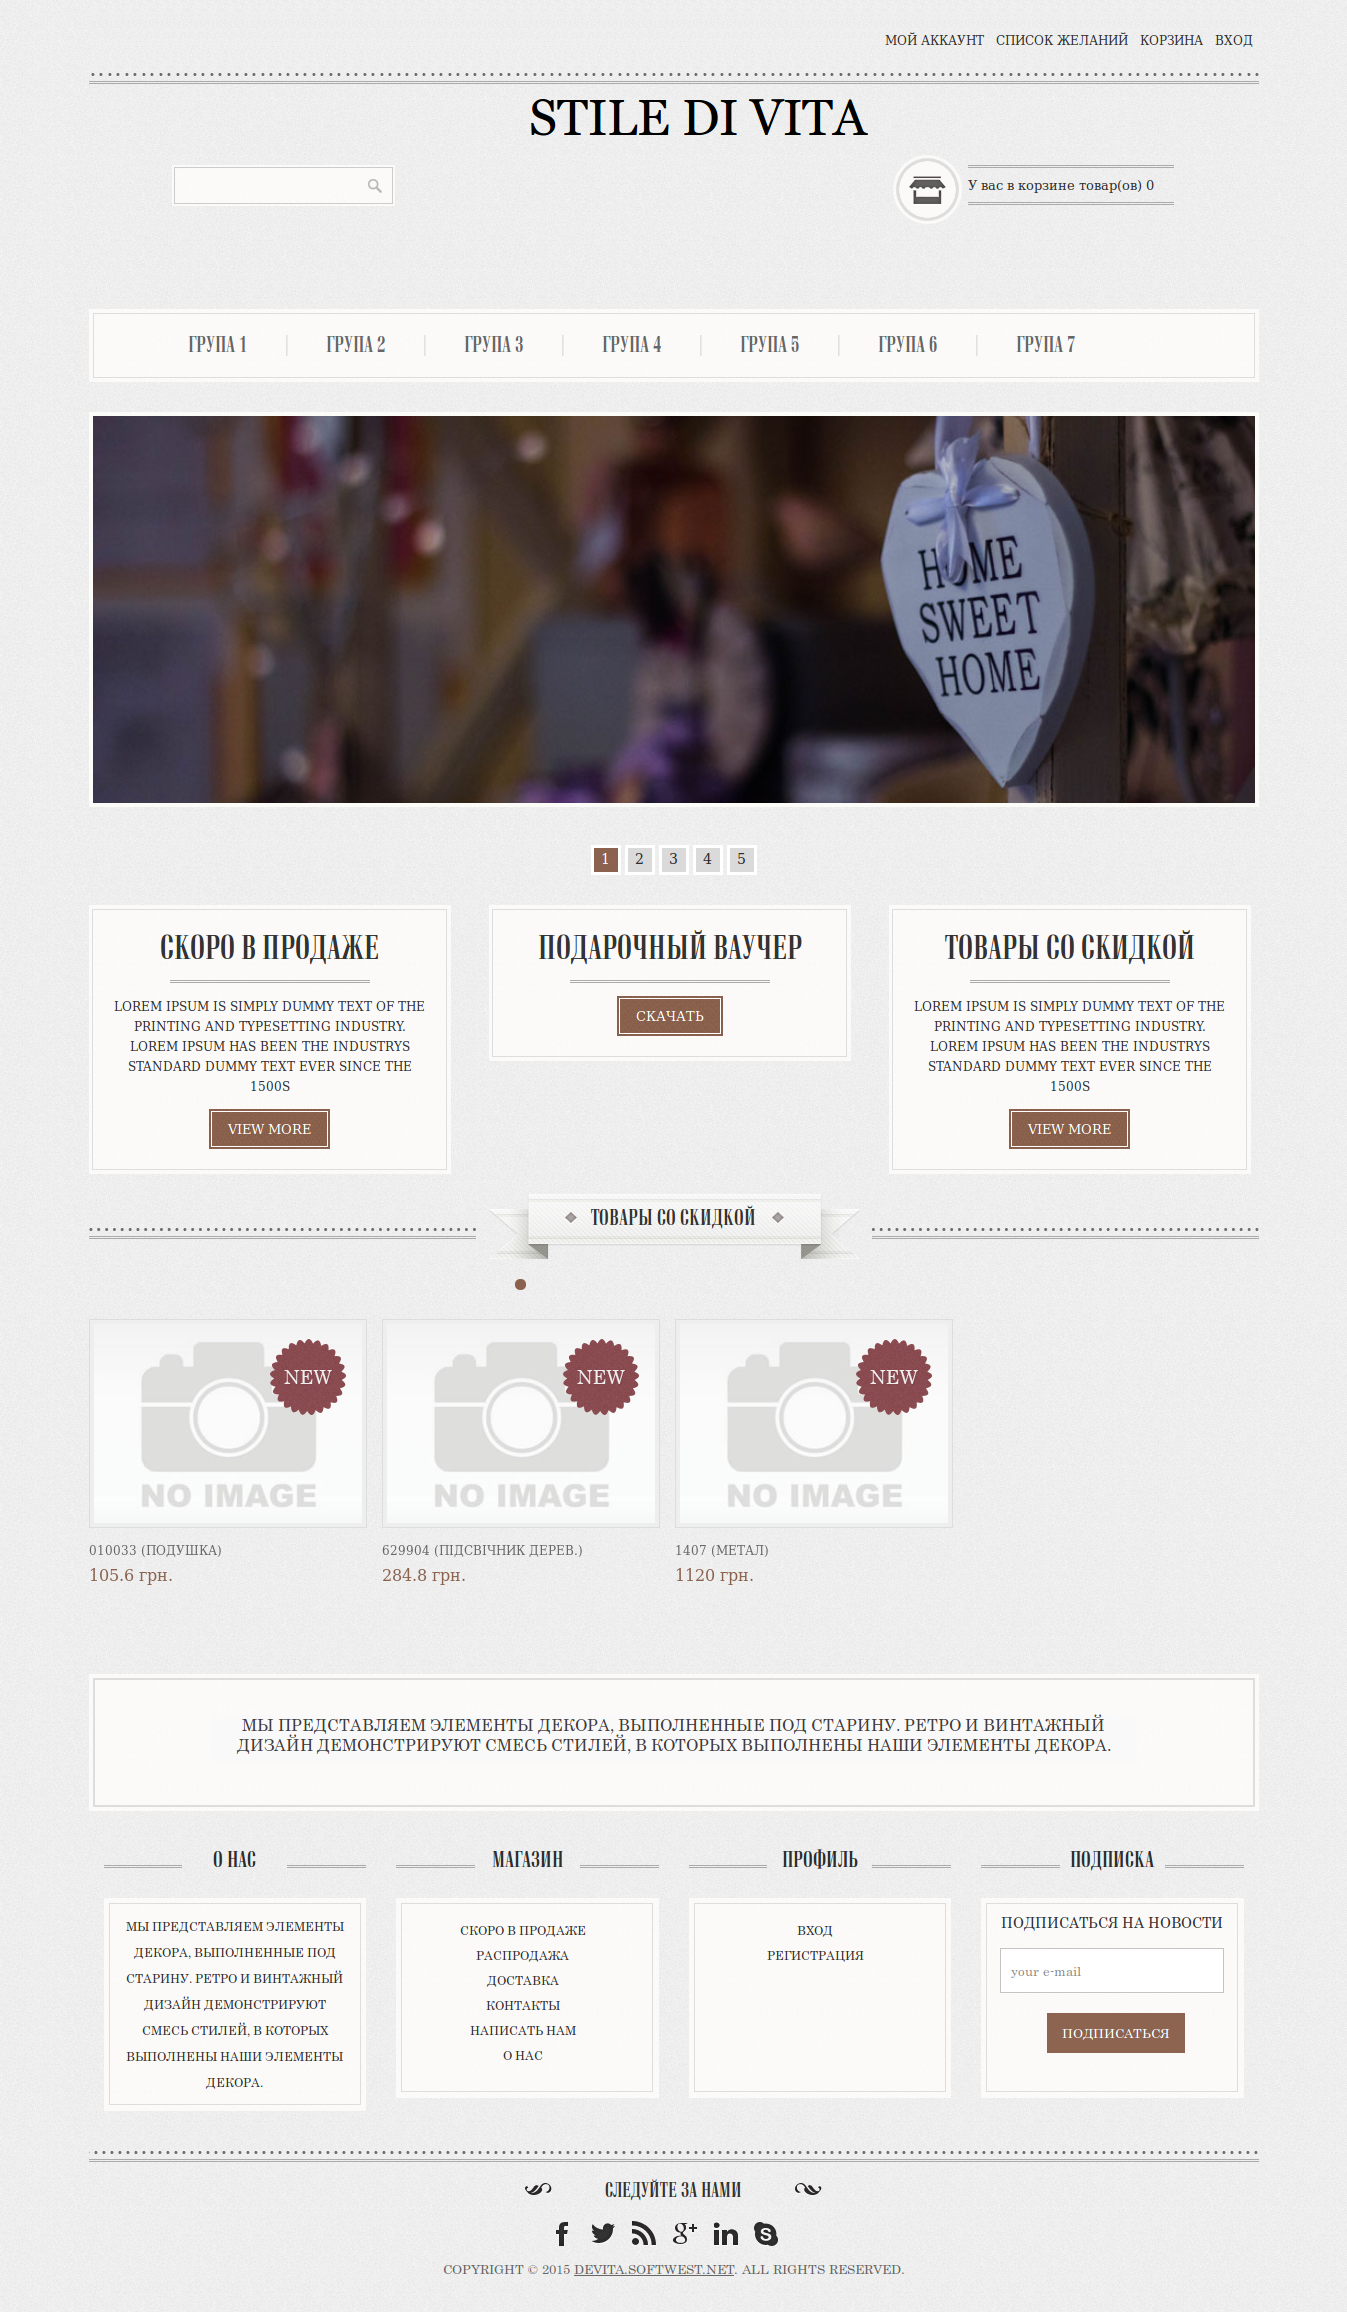 МОЙ АККАУНТ СПИСОК ЖЕЛАНИЙ КОРЗИНА ВХОД
STILE DI VITA
У вас в корзине товар(ов) 0
ГРУПА 1 ГРУПА 2 ГРУПА 3 ГРУПА 4 ГРУПА 5 ГРУПА 6 ГРУПА 7
HOME
SWEET
HOME
1 2 3 4 5
СКОРО В ПРОДАЖЕ
LOREM IPSUM IS SIMPLY DUMMY TEXT OF THE
PRINTING AND TYPESETTING INDUSTRY.
LOREM IPSUM HAS BEEN THE INDUSTRYS
STANDARD DUMMY TEXT EVER SINCE THE
1500S
VIEW MORE
ПОДАРОЧНЫЙ ВАУЧЕР
СКАЧАТЬ
ТОВАРЫ СО СКИДКОЙ
LOREM IPSUM IS SIMPLY DUMMY TEXT OF THE
PRINTING AND TYPESETTING INDUSTRY.
LOREM IPSUM HAS BEEN THE INDUSTRYS
STANDARD DUMMY TEXT EVER SINCE THE
1500S
VIEW MORE
ТОВАРЫ СО СКИДКОЙ
NEW
NO IMAGE
010033 (ПОДУШКА)
105.6 грн.
NEW
NO IMAGE
629904 (ПІДСВІЧНИК ДЕРЕВ.)
284.8 грн.
NEW
NO IMAGE
1407 (МЕТАЛ)
1120 грн.
МЫ ПРЕДСТАВЛЯЕМ ЭЛЕМЕНТЫ ДЕКОРА, ВЫПОЛНЕННЫЕ ПОД СТАРИНУ. РЕТРО И ВИНТАЖНЫЙ
ДИЗАЙН ДЕМОНСТРИРУЮТ СМЕСЬ СТИЛЕЙ, В КОТОРЫХ ВЫПОЛНЕНЫ НАШИ ЭЛЕМЕНТЫ ДЕКОРА.
О НАС
МЫ ПРЕДСТАВЛЯЕМ ЭЛЕМЕНТЫ
ДЕКОРА, ВЫПОЛНЕННЫЕ ПОД
СТАРИНУ. РЕТРО И ВИНТАЖНЫЙ
ДИЗАЙН ДЕМОНСТРИРУЮТ
СМЕСЬ СТИЛЕЙ, В КОТОРЫХ
ВЫПОЛНЕНЫ НАШИ ЭЛЕМЕНТЫ
ДЕКОРА.
МАГАЗИН
СКОРО В ПРОДАЖЕ
РАСПРОДАЖА
ДОСТАВКА
КОНТАКТЫ
НАПИСАТЬ НАМ
О НАС
ПРОФИЛЬ
ВХОД
РЕГИСТРАЦИЯ
ПОДПИСКА
ПОДПИСАТЬСЯ НА НОВОСТИ
your e-mail
ПОДПИСАТЬСЯ
СЛЕДУЙТЕ ЗА НАМИ
COPYRIGHT © 2015 DEVITA.SOFTWEST.NET. ALL RIGHTS RESERVED.